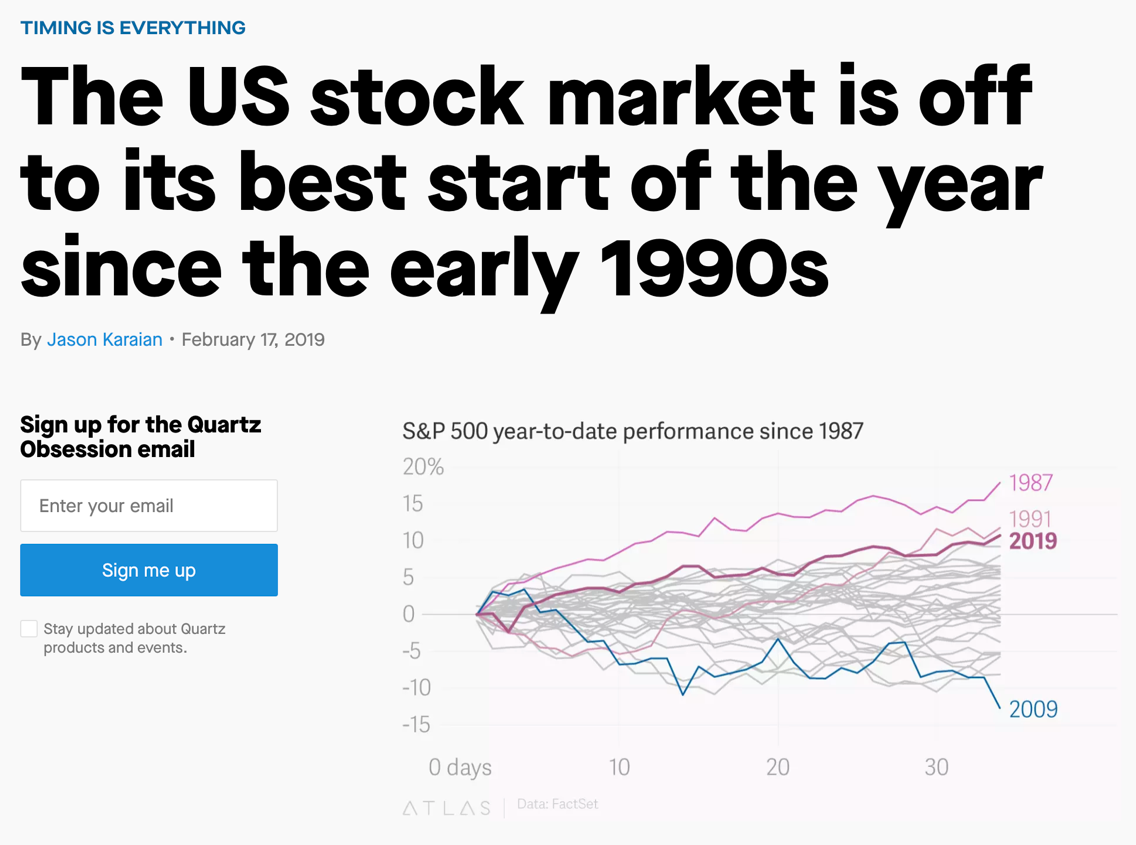 TIMING IS EVERYTHING
The US stock market is off
to its best start of the year
since the early 1990s
By Jason Karaian • February 17, 2019
Sign up for the Quartz
Obsession email
Enter your email
Sign me up
Stay updated about Quartz
products and events.
S&P 500 year-to-date performance since 1987
20%
15
10
5
0
-5
-10
-15
1987
1991
2019
2009
0 days
10
20
30
ATLAS
Data: FactSet